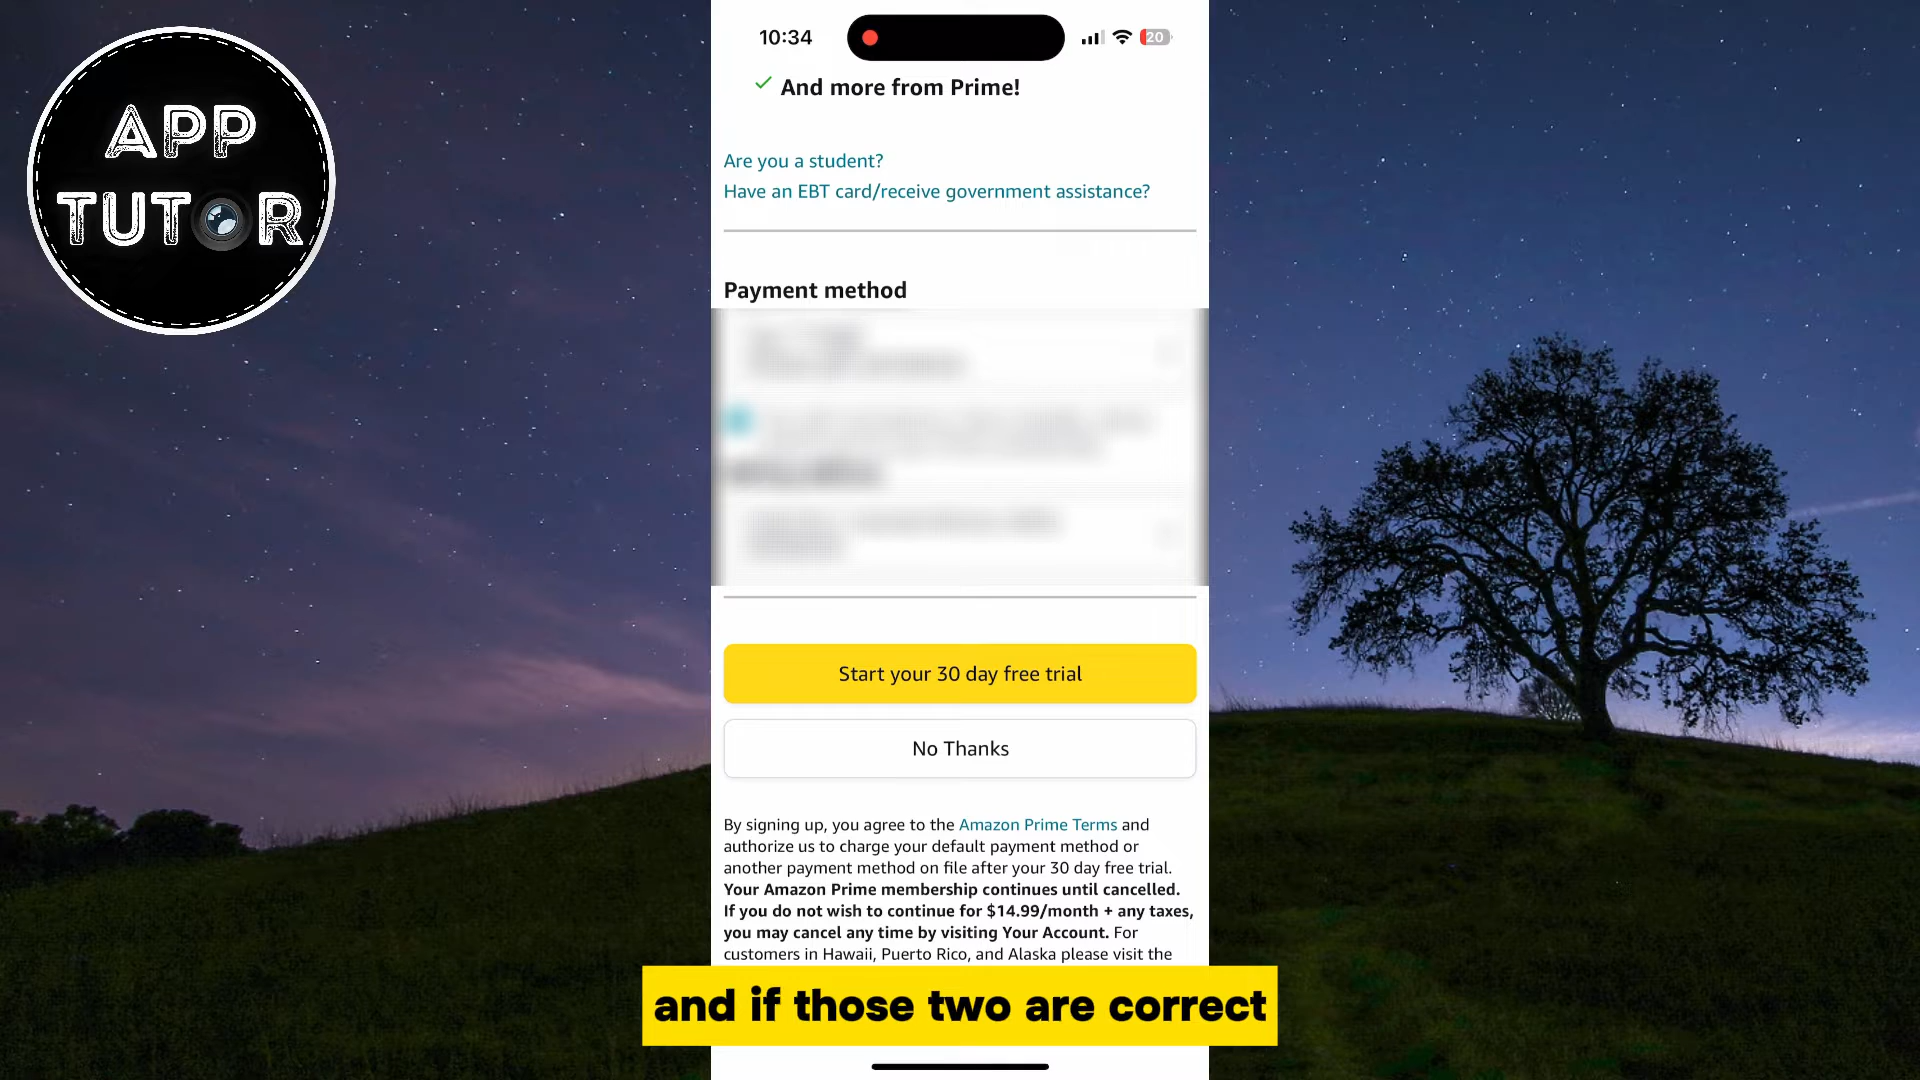 APP
TUTOR
10:34
20
And more from Prime!
Are you a student?
Have an EBT card/receive government assistance?
Payment method
Start your 30 day free trial
No Thanks
By signing up, you agree to the Amazon Prime Terms and
authorize us to charge your default payment method or
another payment method on file after your 30 day free trial.
Your Amazon Prime membership continues until cancelled.
If you do not wish to continue for $14.99/month + any taxes,
you may cancel any time by visiting Your Account. For
customers in Hawaii, Puerto Rico, and Alaska please visit the
and if those two are correct